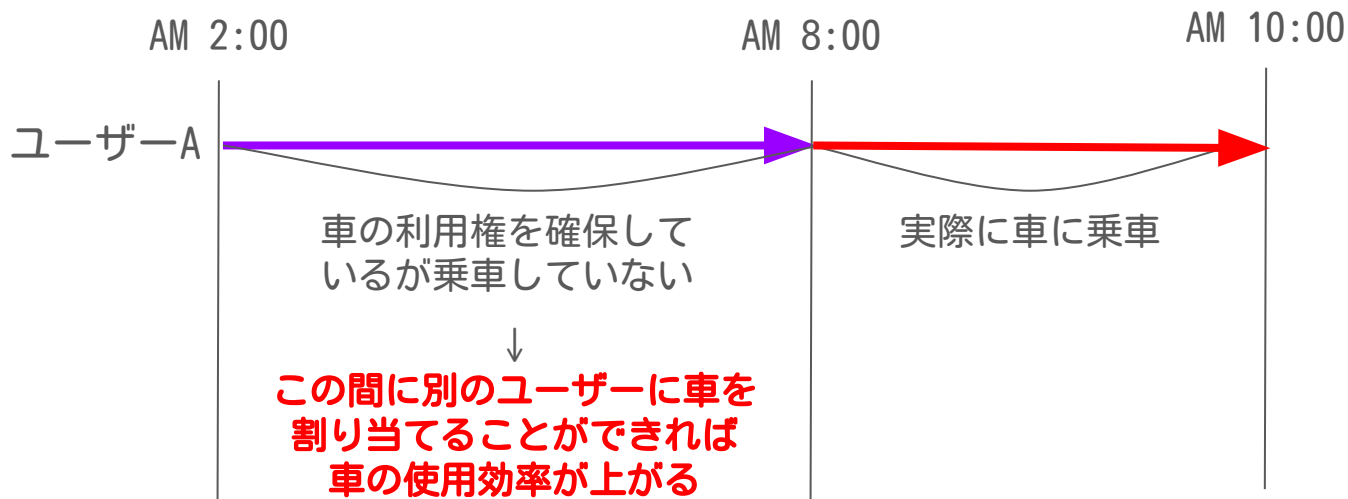 AM 2:00
AM 8:00
AM 10:00
ユーザーA
車の利用権を確保して
いるが乗車していない
実際に車に乗車
↓
この間に別のユーザーに車を
割り当てることができれば
車の使用効率が上がる